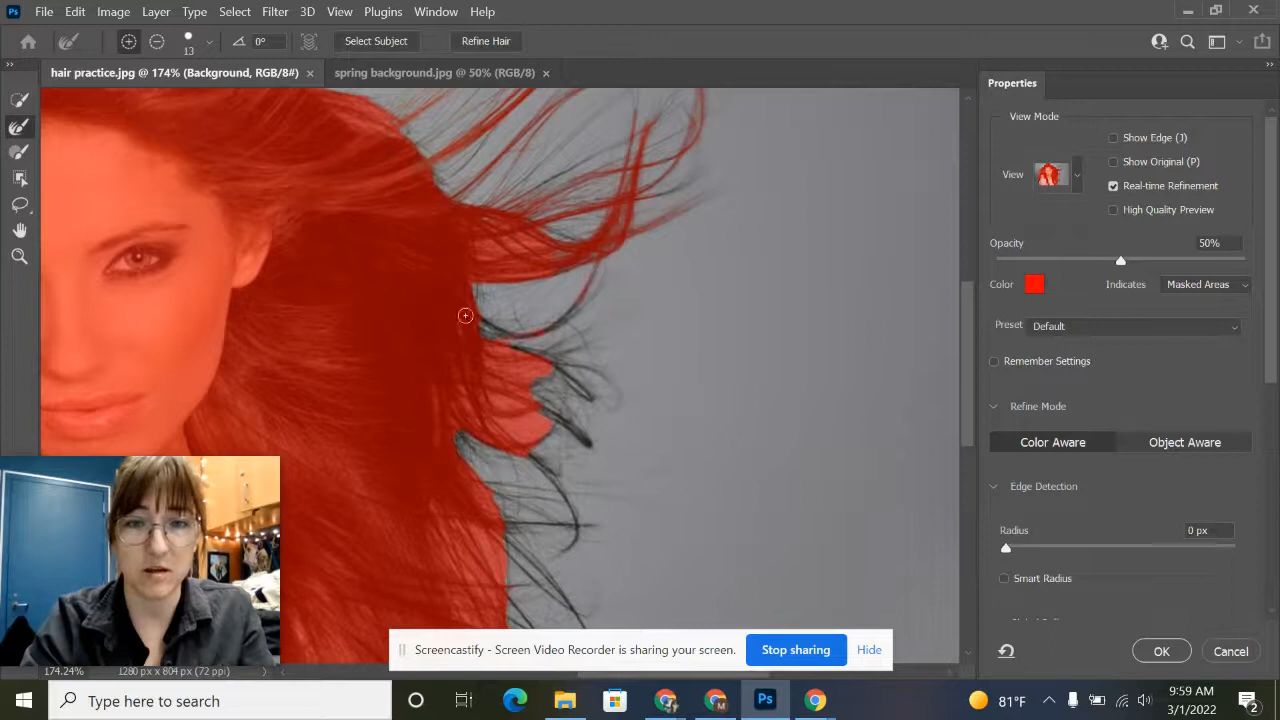 Ps File Edit Image Layer Type Select Filter 3D View Plugins Window Help
13 0° Select Subject Refine Hair
hair practice.jpg @ 174% (Background, RGB/8#) × spring background.jpg @ 50% (RGB/8) ×
Properties
View Mode
Show Edge (J)
Show Original (P)
View
Real-time Refinement
High Quality Preview
Opacity 50%
Color Indicates Masked Areas
Preset Default
Remember Settings
Refine Mode
Color Aware Object Aware
Edge Detection
Radius 0 px
Smart Radius
OK Cancel
Screencastify - Screen Video Recorder is sharing your screen. Stop sharing Hide
174.24% 1280 px x 804 px (72 ppi)
Type here to search
Ps
81°F
9:59 AM
3/1/2022
2